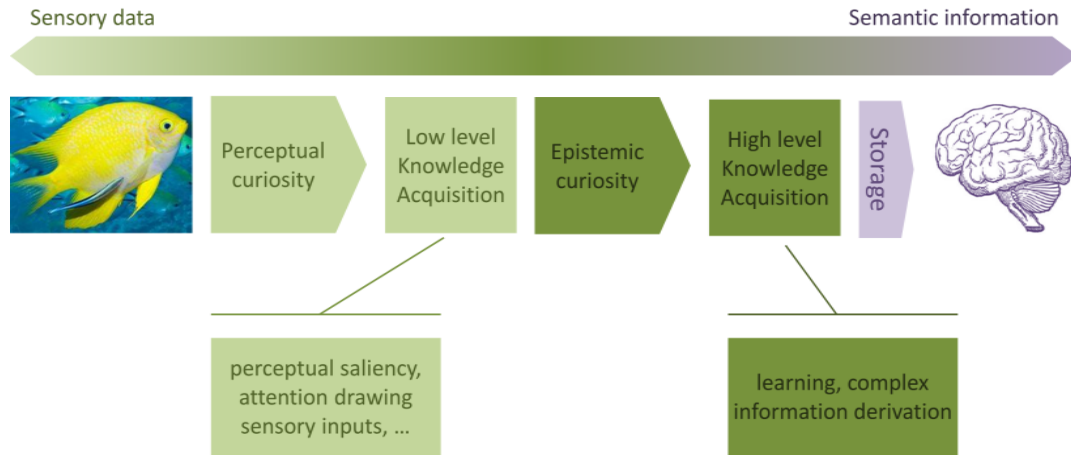 Sensory data
Semantic information
Perceptual
curiosity
Low level
Knowledge
Acquisition
Epistemic
curiosity
High level
Knowledge
Acquisition
Storage
perceptual saliency,
attention drawing
sensory inputs, ...
learning, complex
information derivation